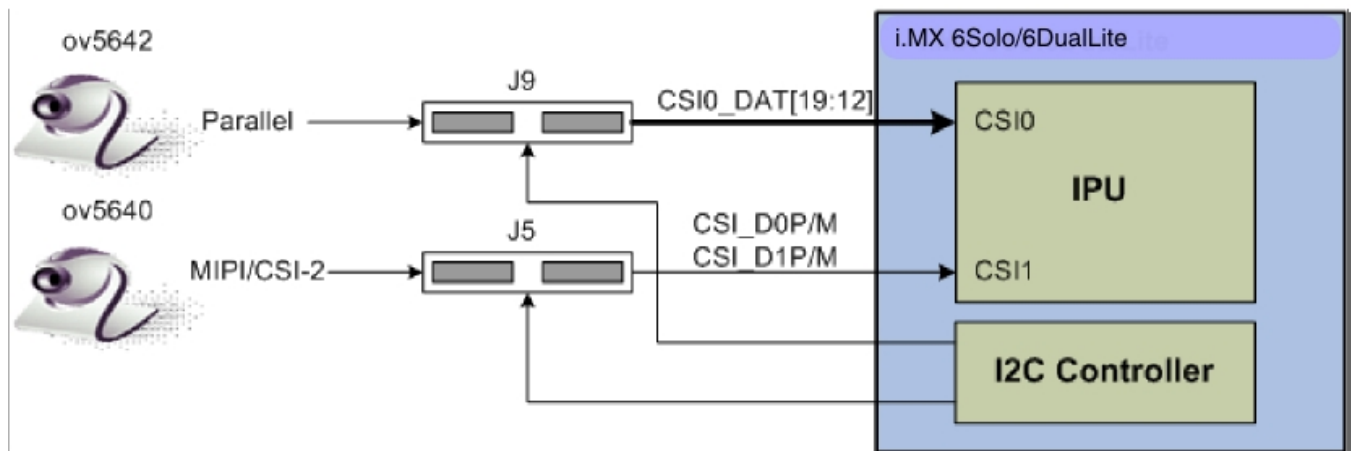 ov5642
Parallel
J9
CSI0_DAT[19:12]
i.MX 6Solo/6DualLite
CSI0
IPU
ov5640
MIPI/CSI-2
J5
CSI_D0P/M
CSI_D1P/M
CSI1
I2C Controller